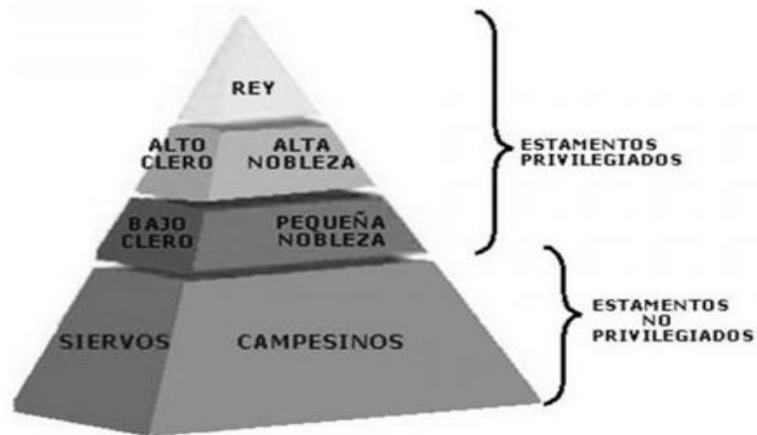 REY
ALTO
CLERO
ALTA
NOBLEZA
ESTAMENTOS
PRIVILEGIADOS
BAJO
CLERO
PEQUEÑA
NOBLEZA
SIERVOS
CAMPESINOS
ESTAMENTOS
NO
PRIVILEGIADOS